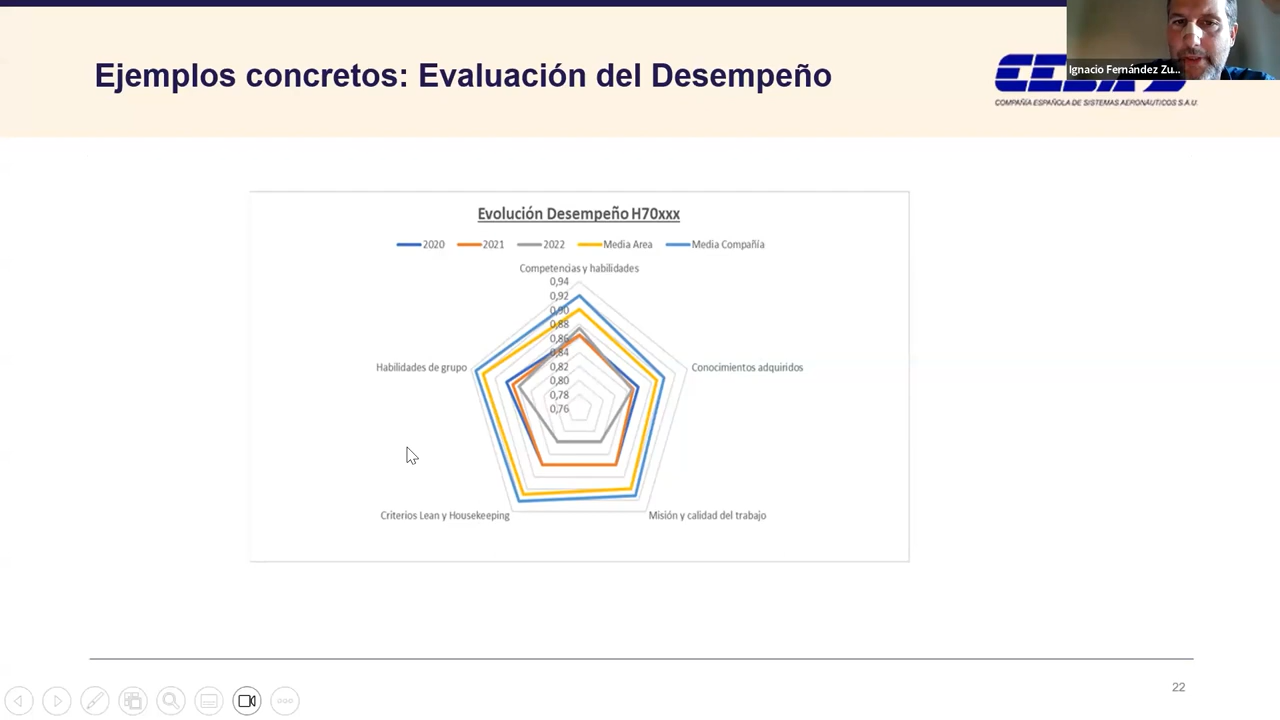 Ejemplos concretos: Evaluación del Desempeño
Ignacio Fernández Zu...
COMPAÑÍA ESPAÑOLA DE SISTEMAS AERONÁUTICOS S.A.U.
Evolución Desempeño H70xxx
2020 2021 2022 Media Area Media Compañía
Competencias y habilidades
0,94
0,92
0,90
0,88
0,86
0,84
0,82
0,80
0,78
0,76
Habilidades de grupo
Conocimientos adquiridos
Criterios Lean y Housekeeping
Misión y calidad del trabajo
22